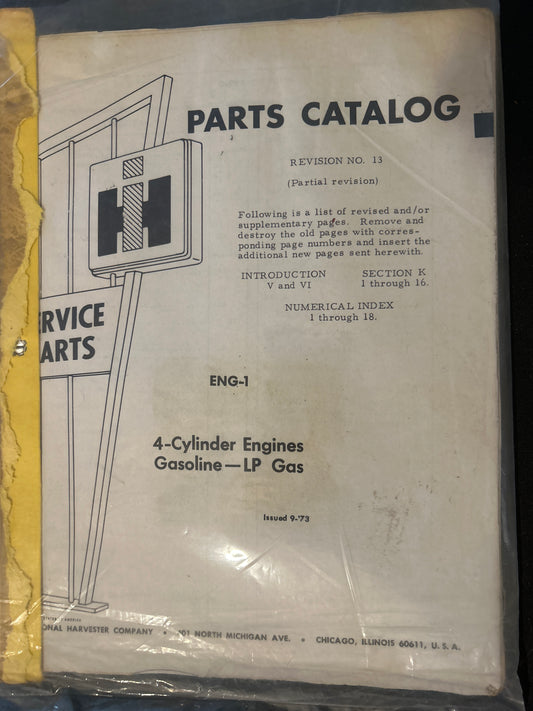 PARTS CATALOG
REVISION NO. 13
(Partial revision)
Following is a list of revised and/or
supplementary pages. Remove and
destroy the old pages with corres-
ponding page numbers and insert the
additional new pages sent herewith.
INTRODUCTION
V and VI
SECTION K
1 through 16.
NUMERICAL INDEX
1 through 18.
IH
ERVICE
ARTS
ENG-1
4-Cylinder Engines
Gasoline—LP Gas
Issued 9-'73
ONAL HARVESTER COMPANY • 401 NORTH MICHIGAN AVE. • CHICAGO, ILLINOIS 60611, U. S. A.